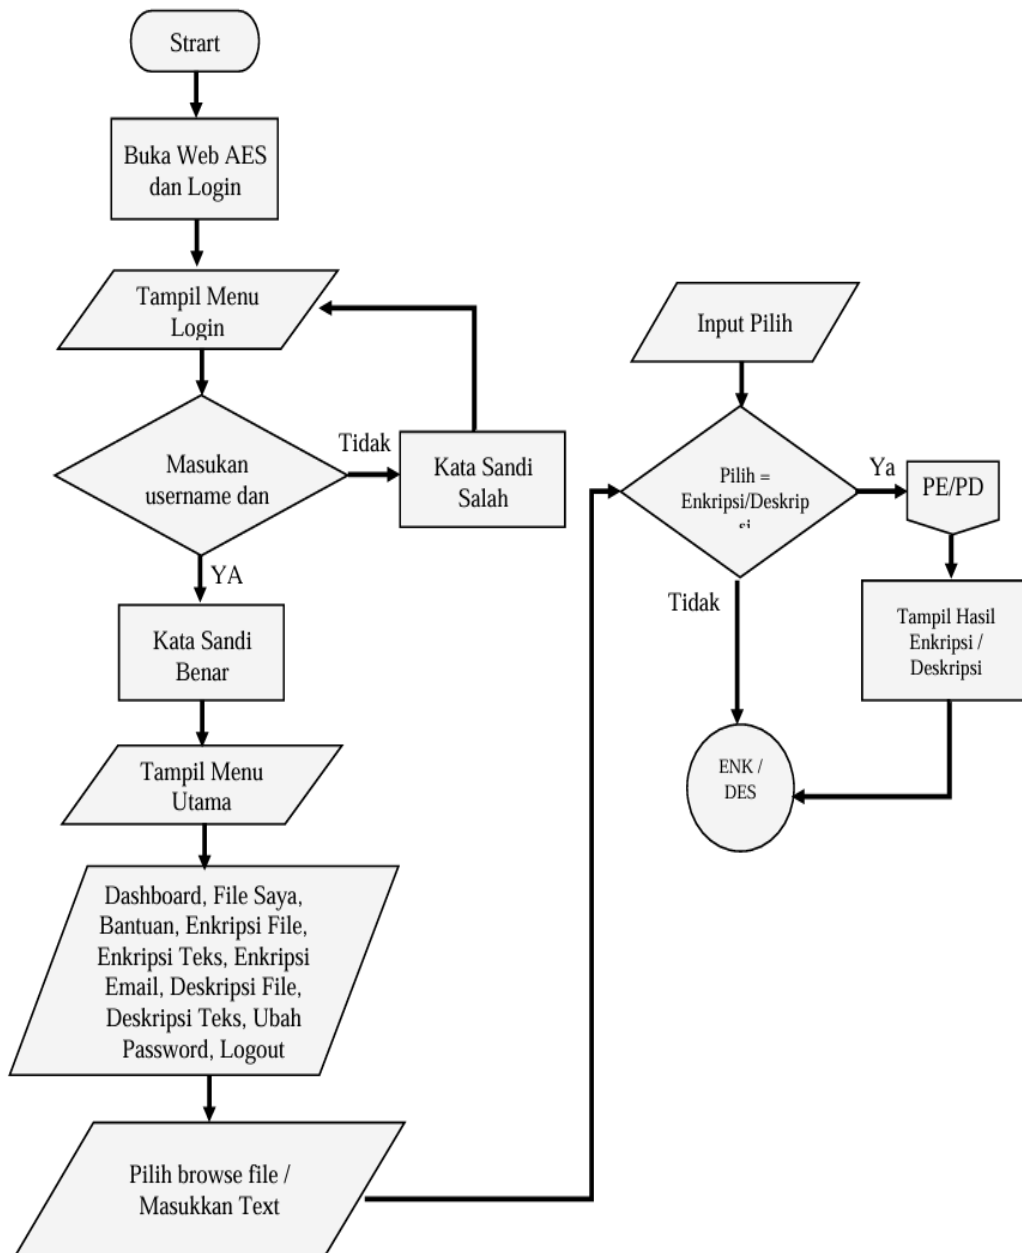 Strart
Buka Web AES
dan Login
Tampil Menu
Login
Masukan
username dan
Tidak
Kata Sandi
Salah
YA
Kata Sandi
Benar
Tampil Menu
Utama
Dashboard, File Saya,
Bantuan, Enkripsi File,
Enkripsi Teks, Enkripsi
Email, Deskripsi File,
Deskripsi Teks, Ubah
Password, Logout
Pilih browse file /
Masukkan Text
Input Pilih
Pilih =
Enkripsi/Deskrip
si
Ya
PE/PD
Tidak
Tampil Hasil
Enkripsi /
Deskripsi
ENK /
DES